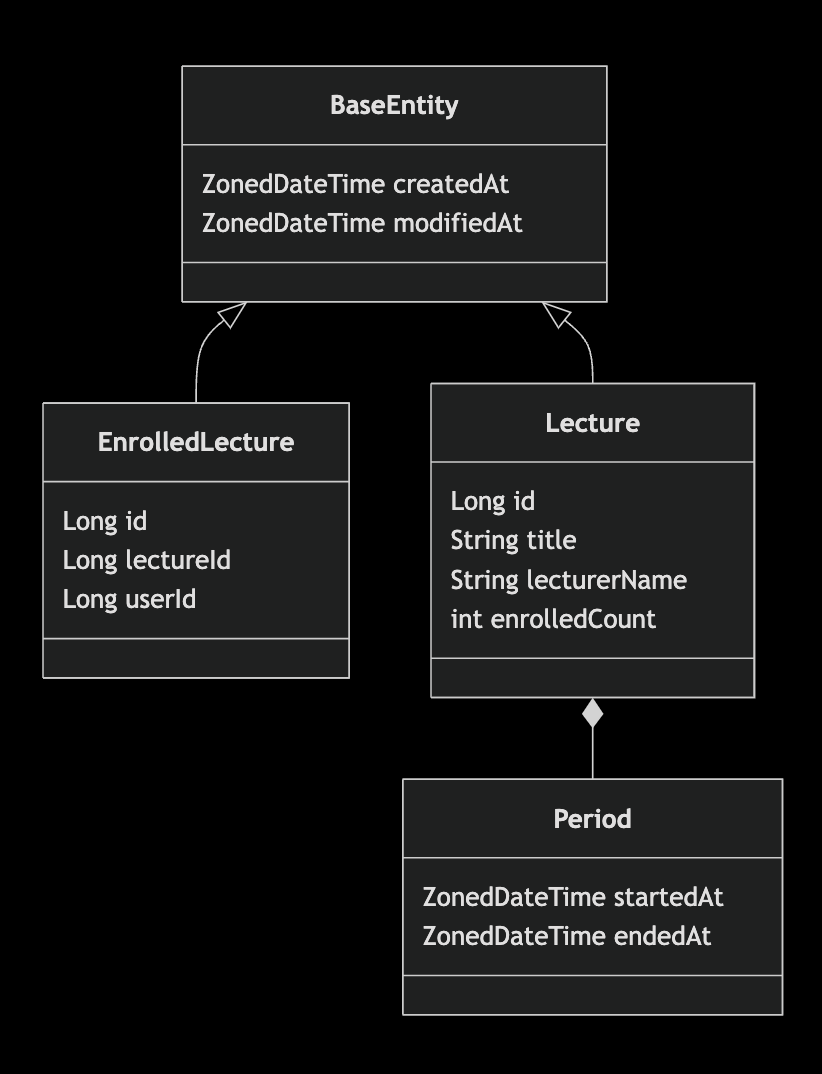 BaseEntity
ZonedDateTime createdAt
ZonedDateTime modifiedAt
EnrolledLecture
Long id
Long lectureId
Long userId
Lecture
Long id
String title
String lecturerName
int enrolledCount
Period
ZonedDateTime startedAt
ZonedDateTime endedAt